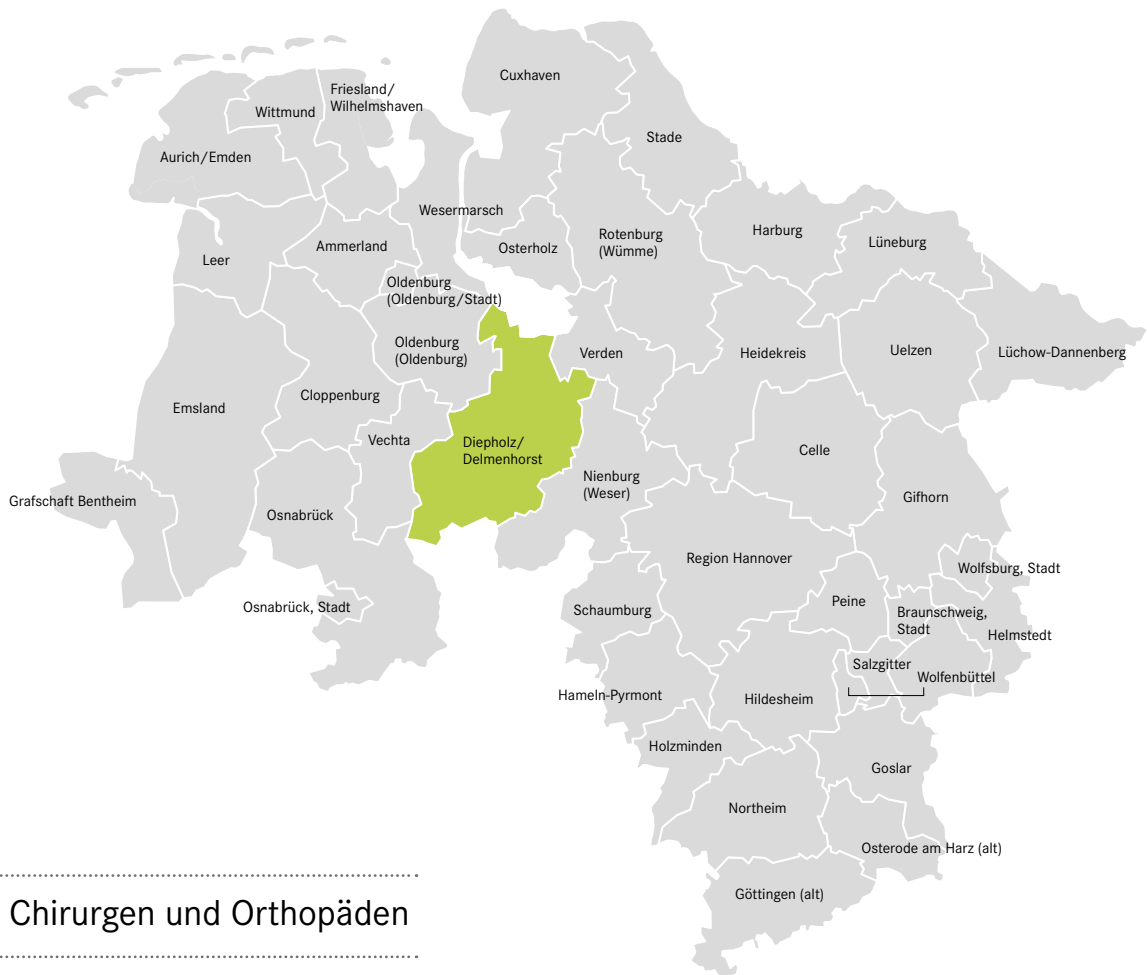 Cuxhaven
Friesland/
Wilhelmshaven
Wittmund
Stade
Aurich/Emden
Wesermarsch
Harburg
Rotenburg
(Wümme)
Lüneburg
Ammerland
Osterholz
Leer
Oldenburg
(Oldenburg/Stadt)
Oldenburg
(Oldenburg)
Verden
Heidekreis
Uelzen
Lüchow-Dannenberg
Cloppenburg
Emsland
Vechta
Diepholz/
Delmenhorst
Celle
Nienburg
(Weser)
Gifhorn
Grafschaft Bentheim
Osnabrück
Region Hannover
Wolfsburg, Stadt
Osnabrück, Stadt
Schaumburg
Peine
Braunschweig,
Stadt
Helmstedt
Salzgitter
Wolfenbüttel
Hameln-Pyrmont
Hildesheim
Holzminden
Goslar
Northeim
Osterode am Harz (alt)
Göttingen (alt)
Chirurgen und Orthopäden